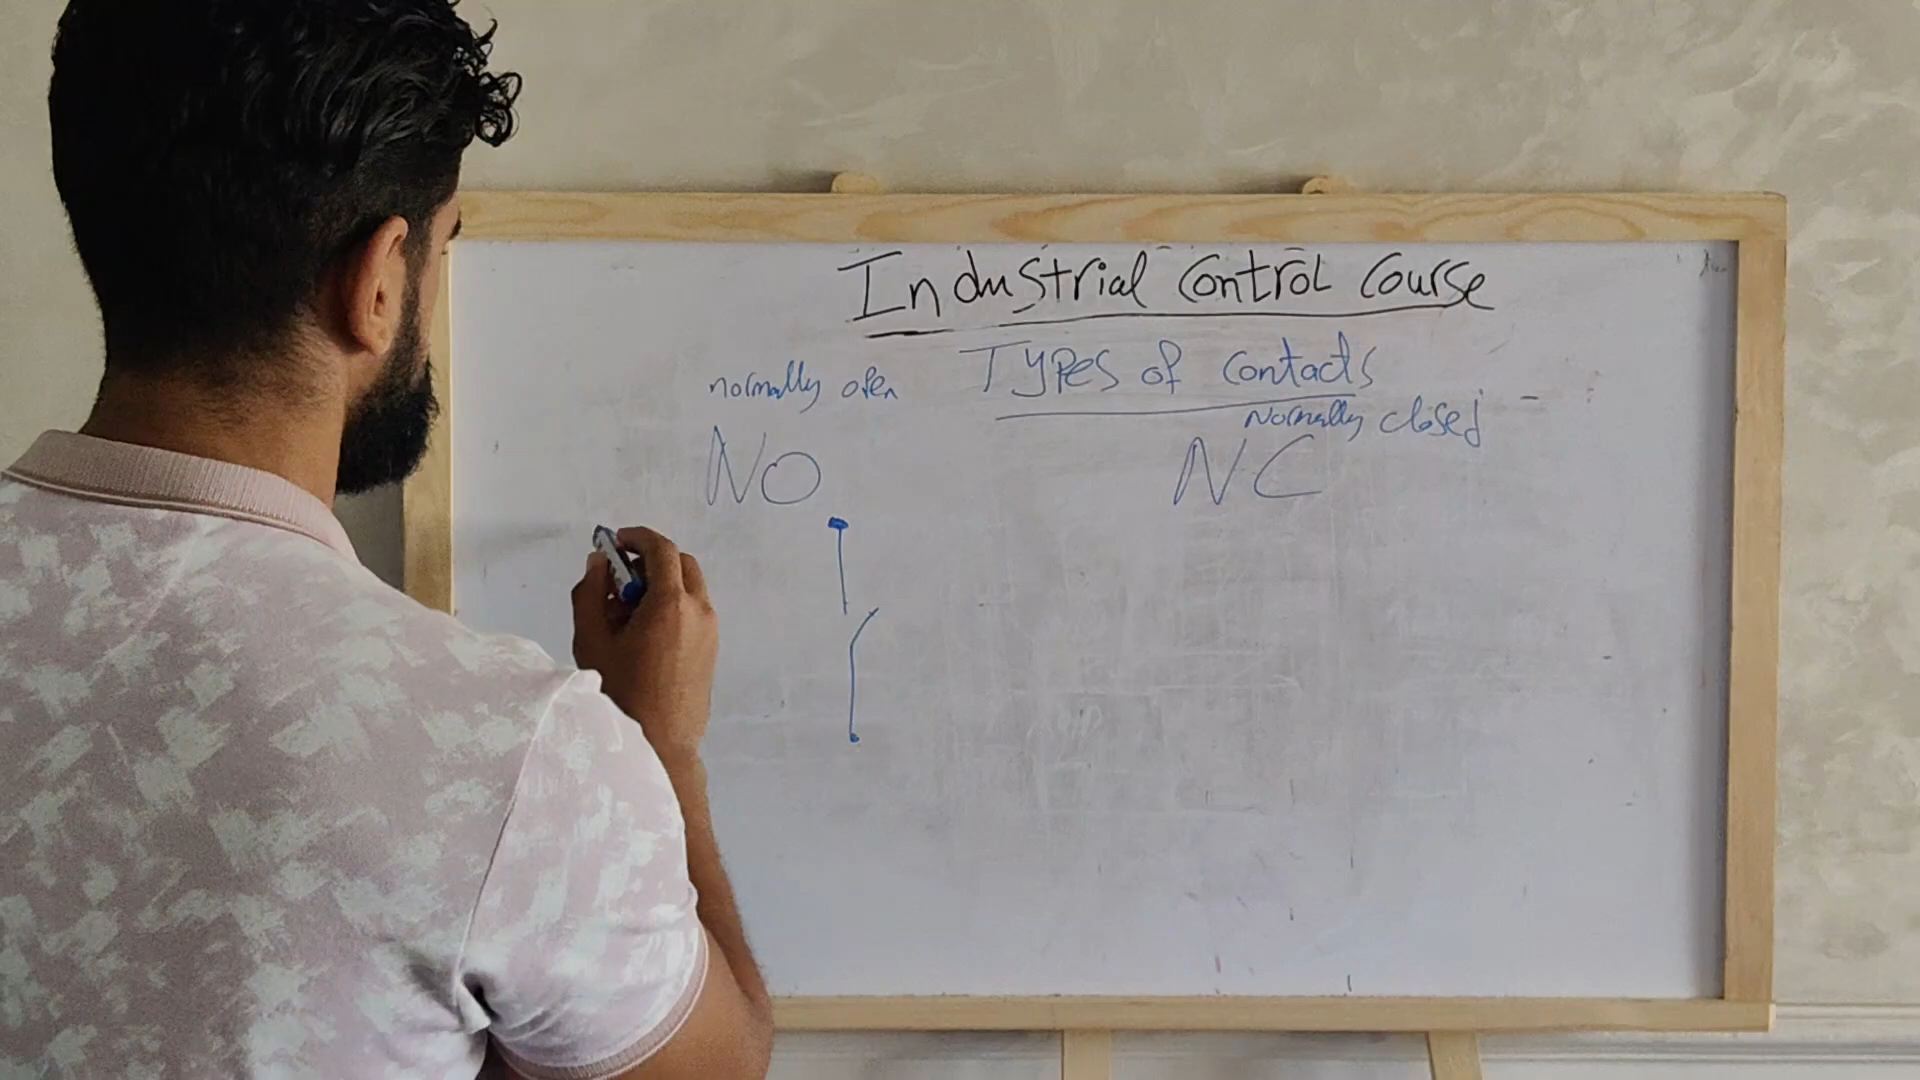 Industrial Control Course
Types of contacts
normally open
Normally closed
NO
NC